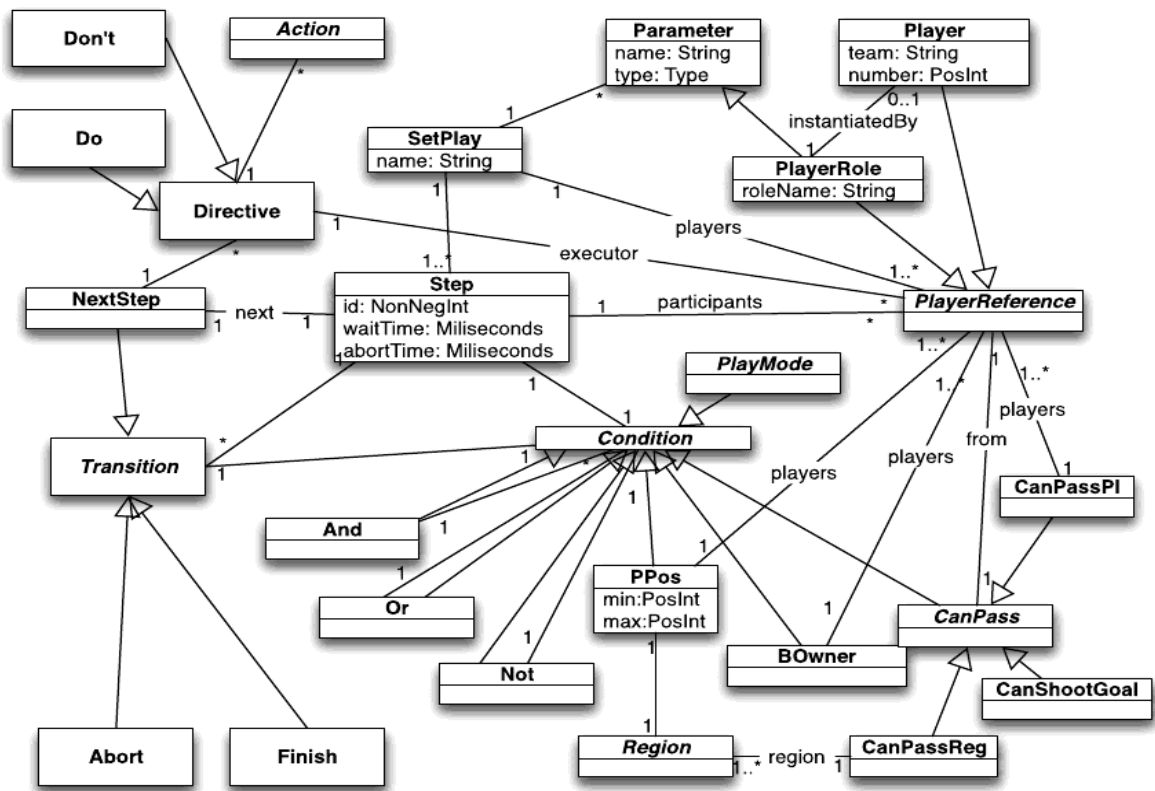 Don't
Action
*
Do
1
Directive
1
*
1
NextStep
1
next
1
Parameter
name: String
type: Type
*
1
SetPlay
name: String
1
1
1..*
Player
team: String
number: PosInt
0..1
instantiatedBy
1
PlayerRole
roleName: String
players
executor
1..*
Step
id: NonNegInt
waitTime: Miliseconds
abortTime: Miliseconds
1
1
participants
*
PlayerReference
1
1
PlayMode
Condition
1
*
1..*
1..*
1
1..*
players
from
players
players
*
1
Transition
And
1
1
Or
1
Not
1
1
PPos
min:PosInt
max:PosInt
1
1
1
CanPassPl
1
CanPass
BOwner
CanShootGoal
Abort
Finish
1
Region
1..*
region
1
CanPassReg